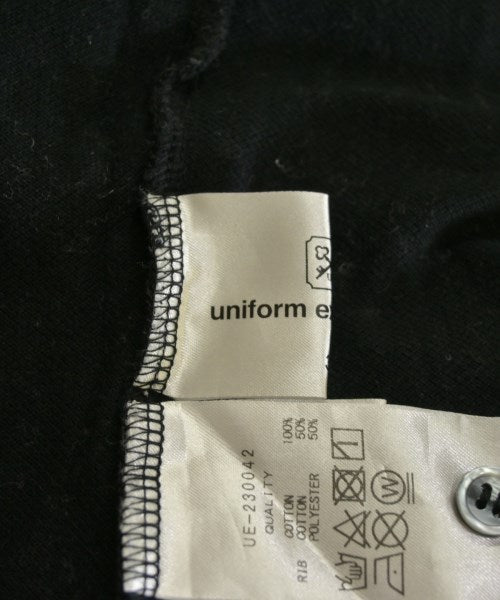 uniform e
UE-230042
QUALITY
COTTON 100%
COTTON 50%
RIB POLYESTER 50%